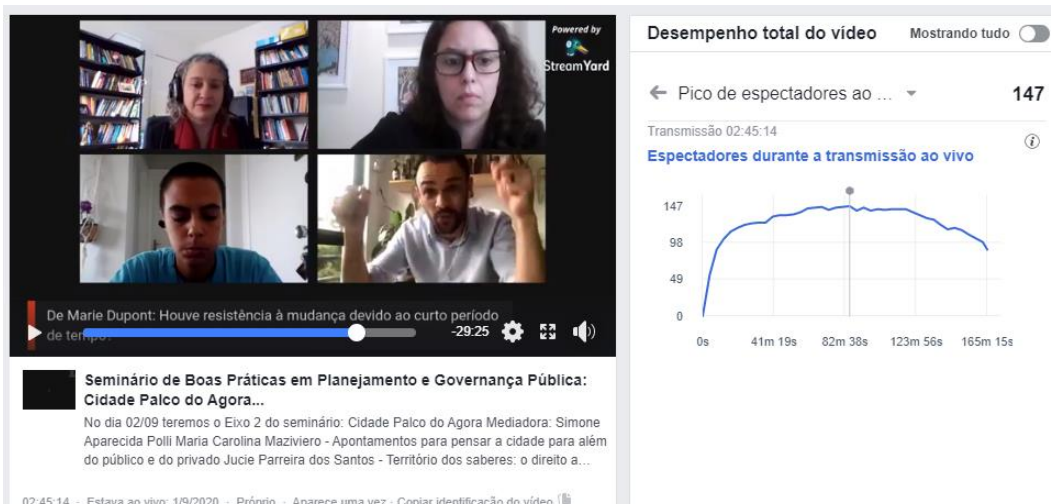 Powered by
StreamYard
De Marie Dupont: Houve resistência à mudança devido ao curto período
de tempo?
-29:25
Seminário de Boas Práticas em Planejamento e Governança Pública:
Cidade Palco do Agora...
No dia 02/09 teremos o Eixo 2 do seminário: Cidade Palco do Agora Mediadora: Simone
Aparecida Polli Maria Carolina Maziviero - Apontamentos para pensar a cidade para além
do público e do privado Jucie Parreira dos Santos - Território dos saberes: o direito a...
02:45:14 · Estava ao vivo: 1/9/2020 · Próprio · Aparece uma vez · Copiar identificação do vídeo
Desempenho total do vídeo Mostrando tudo
Pico de espectadores ao ... 147
Transmissão 02:45:14
Espectadores durante a transmissão ao vivo
147
98
49
0
0s 41m 19s 82m 38s 123m 56s 165m 15s